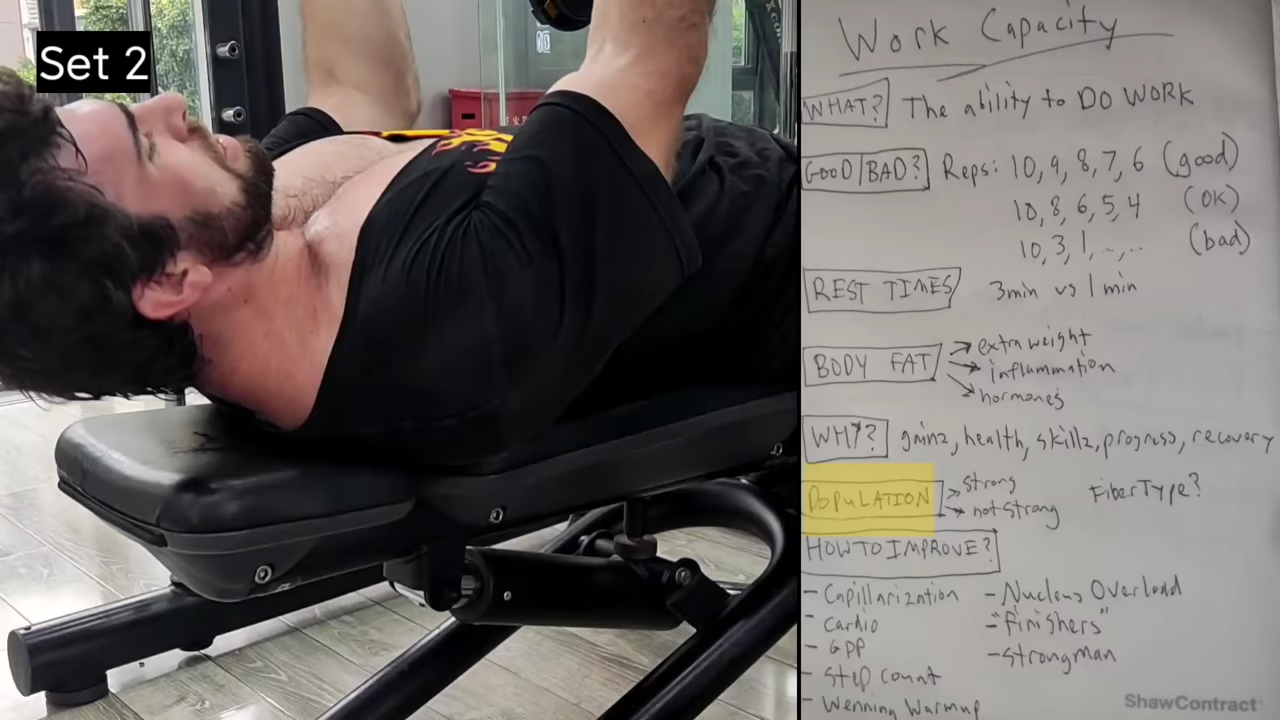 Set 2
Work Capacity
WHAT? The ability to DO WORK
GOOD/BAD? Reps: 10, 9, 8, 7, 6 (good)
10, 8, 6, 5, 4 (OK)
10, 3, 1, .., ... (bad)
REST TIMES 3min vs 1 min
BODY FAT → extra weight
→ inflammation
→ hormones
WHY? gainz, health, skillz, progress, recovery
POPULATION → strong FiberType?
→ not strong
HOW TO IMPROVE?
- Capillarization - Nucleus Overload
- Cardio - "Finishers"
- GPP - Strongman
- Step count
- Wenning Warmup
ShawContract